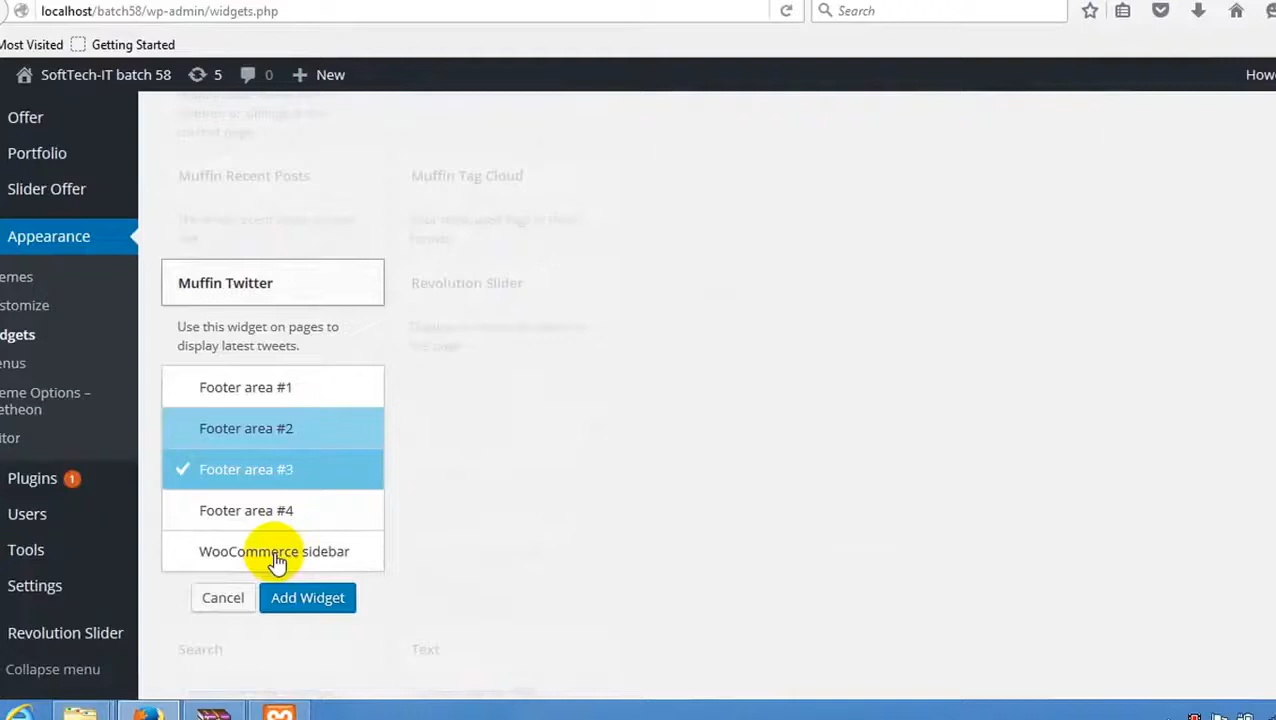 localhost/batch58/wp-admin/widgets.php
Search
Most Visited
Getting Started
SoftTech-IT batch 58
5
0
New
Howe
Offer
Portfolio
Slider Offer
Appearance
emes
stomize
dgets
enus
eme Options –
etheon
itor
Plugins 1
Users
Tools
Settings
Revolution Slider
Collapse menu
created page.
Muffin Recent Posts
Muffin Tag Cloud
Muffin Twitter
Revolution Slider
Use this widget on pages to
display latest tweets.
Footer area #1
Footer area #2
Footer area #3
Footer area #4
WooCommerce sidebar
Cancel
Add Widget
Search
Text